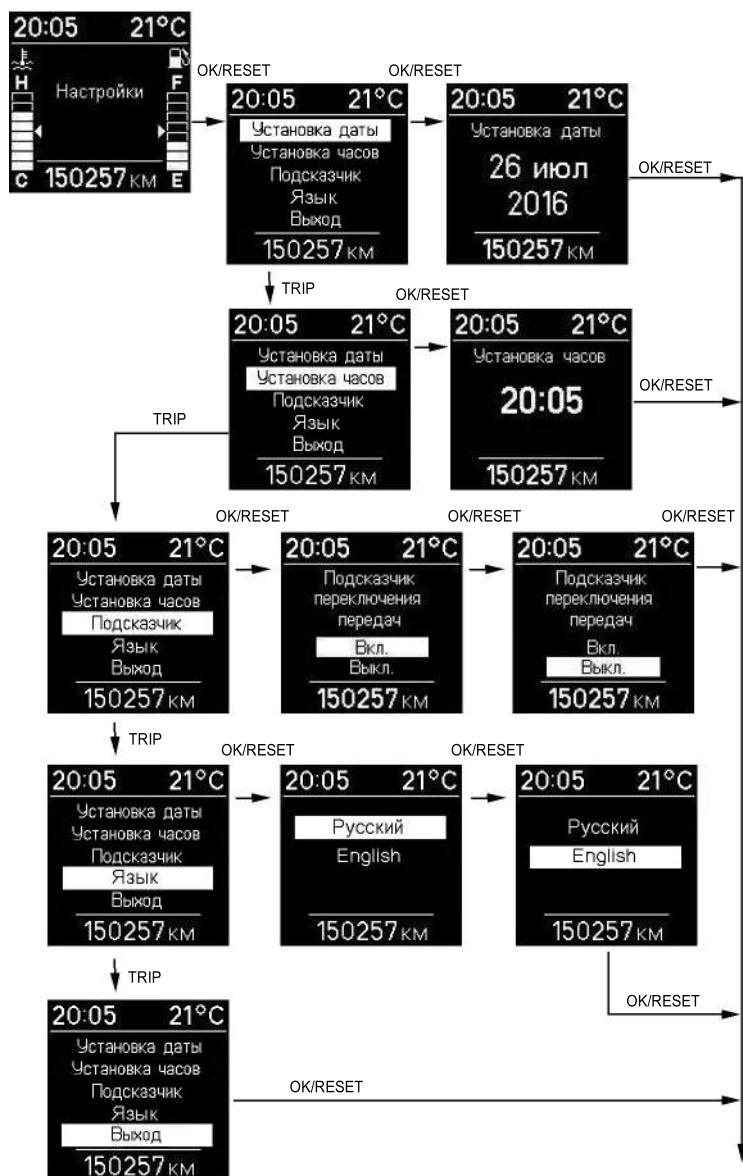 20:05 21°C
H F
Настройки
C 150257 км E
OK/RESET
20:05 21°C
Установка даты
Установка часов
Подсказчик
Язык
Выход
150257 км
OK/RESET
20:05 21°C
Установка даты
26 июл
2016
150257 км
OK/RESET
TRIP
20:05 21°C
Установка даты
Установка часов
Подсказчик
Язык
Выход
150257 км
OK/RESET
20:05 21°C
Установка часов
20:05
150257 км
OK/RESET
TRIP
20:05 21°C
Установка даты
Установка часов
Подсказчик
Язык
Выход
150257 км
OK/RESET
20:05 21°C
Подсказчик
переключения
передач
Вкл.
Выкл.
150257 км
OK/RESET
20:05 21°C
Подсказчик
переключения
передач
Вкл.
Выкл.
150257 км
OK/RESET
TRIP
20:05 21°C
Установка даты
Установка часов
Подсказчик
Язык
Выход
150257 км
OK/RESET
20:05 21°C
Русский
English
150257 км
OK/RESET
20:05 21°C
Русский
English
150257 км
OK/RESET
TRIP
20:05 21°C
Установка даты
Установка часов
Подсказчик
Язык
Выход
150257 км
OK/RESET